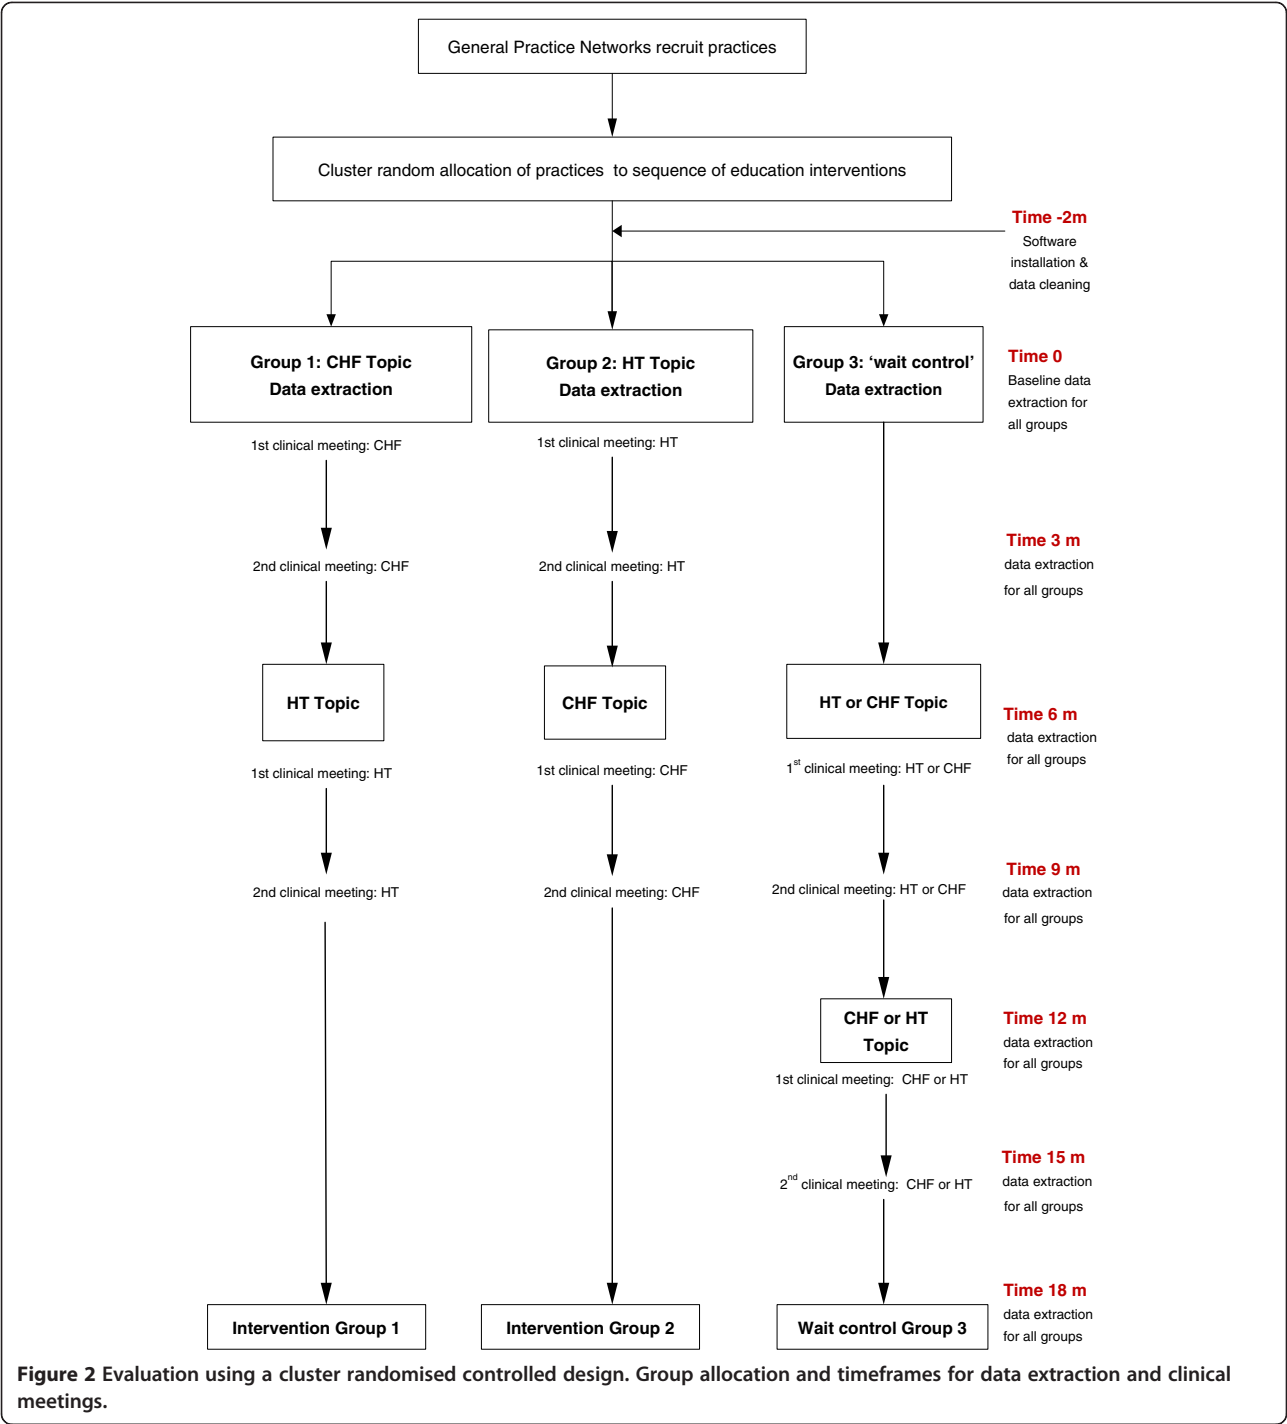 General Practice Networks recruit practices
Cluster random allocation of practices to sequence of education interventions
Time -2m
Software
installation &
data cleaning
Group 1: CHF Topic
Data extraction
Group 2: HT Topic
Data extraction
Group 3: ‘wait control’
Data extraction
Time 0
Baseline data
extraction for
all groups
1st clinical meeting: CHF
1st clinical meeting: HT
Time 3 m
data extraction
for all groups
2nd clinical meeting: CHF
2nd clinical meeting: HT
HT Topic
CHF Topic
HT or CHF Topic
Time 6 m
data extraction
for all groups
1st clinical meeting: HT
1st clinical meeting: CHF
1st clinical meeting: HT or CHF
Time 9 m
data extraction
for all groups
2nd clinical meeting: HT
2nd clinical meeting: CHF
2nd clinical meeting: HT or CHF
CHF or HT
Topic
Time 12 m
data extraction
for all groups
1st clinical meeting: CHF or HT
Time 15 m
data extraction
for all groups
2nd clinical meeting: CHF or HT
Time 18 m
data extraction
for all groups
Intervention Group 1
Intervention Group 2
Wait control Group 3
Figure 2 Evaluation using a cluster randomised controlled design. Group allocation and timeframes for data extraction and clinical
meetings.